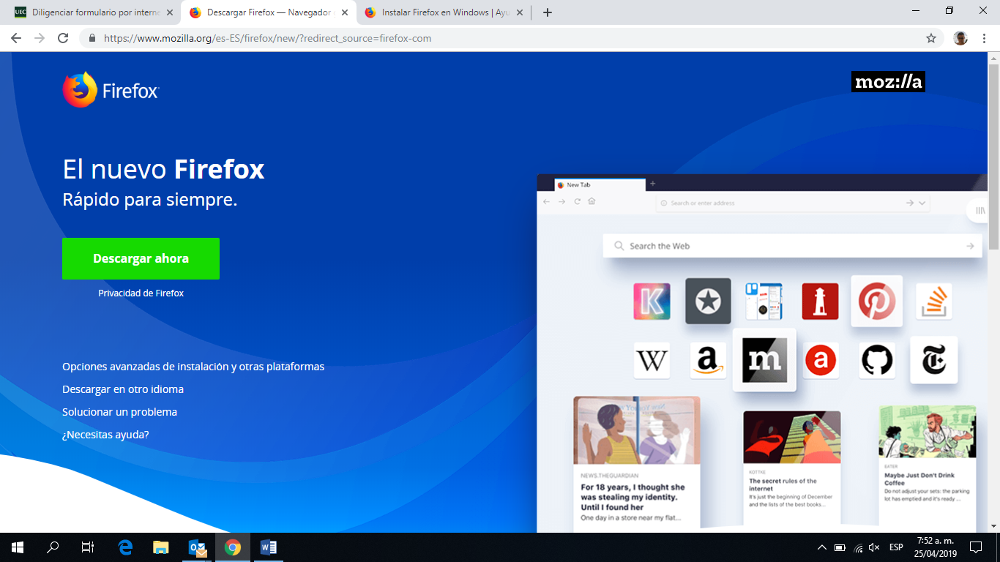 Diligenciar formulario por interne
Descargar Firefox — Navegador
Instalar Firefox en Windows | Ayu
https://www.mozilla.org/es-ES/firefox/new/?redirect_source=firefox-com
Firefox
moz://a
El nuevo Firefox
Rápido para siempre.
Descargar ahora
Privacidad de Firefox
Opciones avanzadas de instalación y otras plataformas
Descargar en otro idioma
Solucionar un problema
¿Necesitas ayuda?
New Tab
Search or enter address
Search the Web
NEWS.THEGUARDIAN
For 18 years, I thought she
was stealing my identity.
Until I found her
One day in a store near my flat...
KOTTKE
The secret rules of the
internet
It's just the beginning of December
and the lists of the best books...
EATER
Maybe Just Don't Drink
Coffee
Do not adjust your sets: the parking
lot has emptied and it's ready ...
ESP
7:52 a. m.
25/04/2019